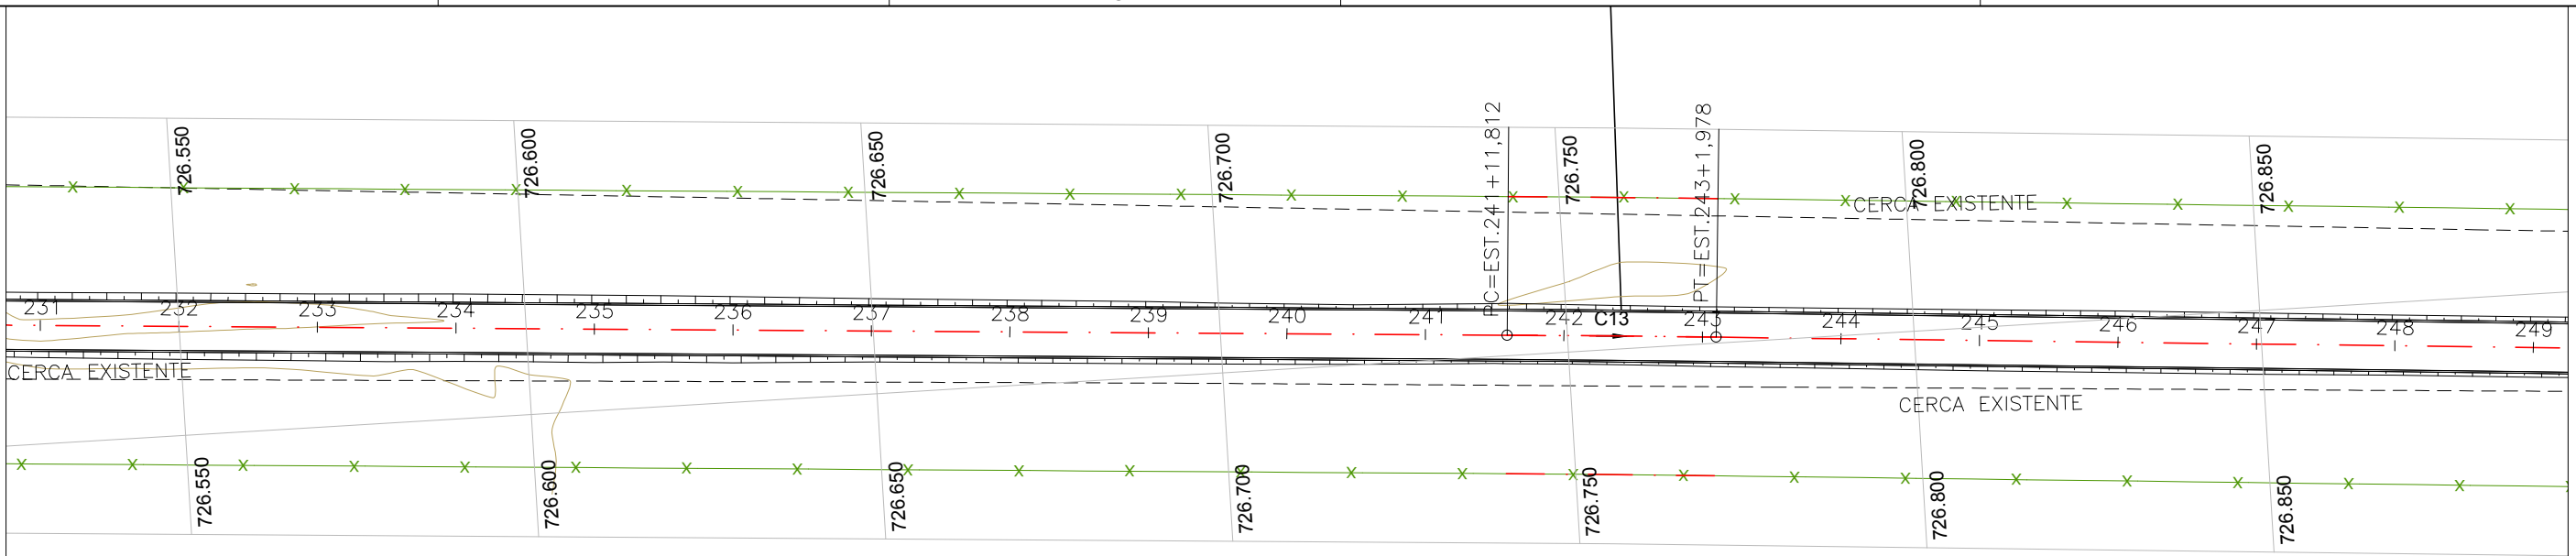 726.550
726.600
726.650
726.700
PC=EST.241+11,812
726.750
PT=EST.243+1,978
726.800
726.850
CERCA EXISTENTE
231 232 233 234 235 236 237 238 239 240 241 242 C13 243 244 245 246 247 248 249
CERCA EXISTENTE
CERCA EXISTENTE
726.550
726.600
726.650
726.700
726.750
726.800
726.850